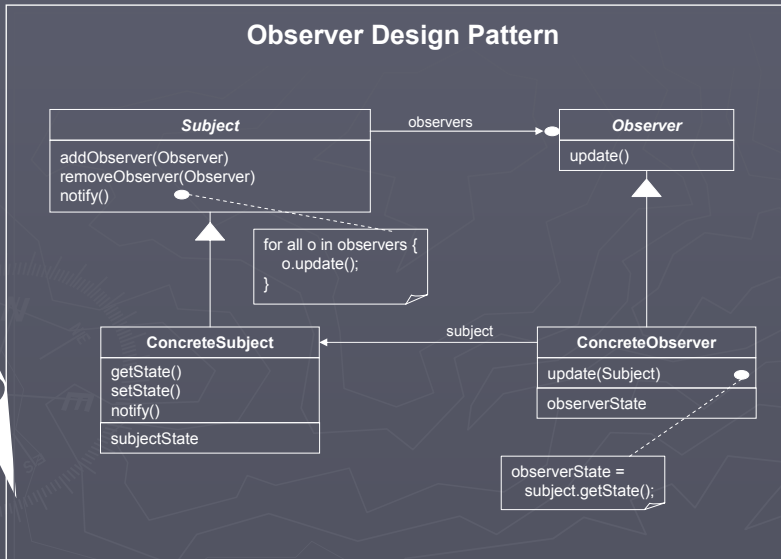 Observer Design Pattern
Subject
addObserver(Observer)
removeObserver(Observer)
notify()
observers
Observer
update()
for all o in observers {
o.update();
}
ConcreteSubject
getState()
setState()
notify()
subjectState
subject
ConcreteObserver
update(Subject)
observerState
observerState =
subject.getState();